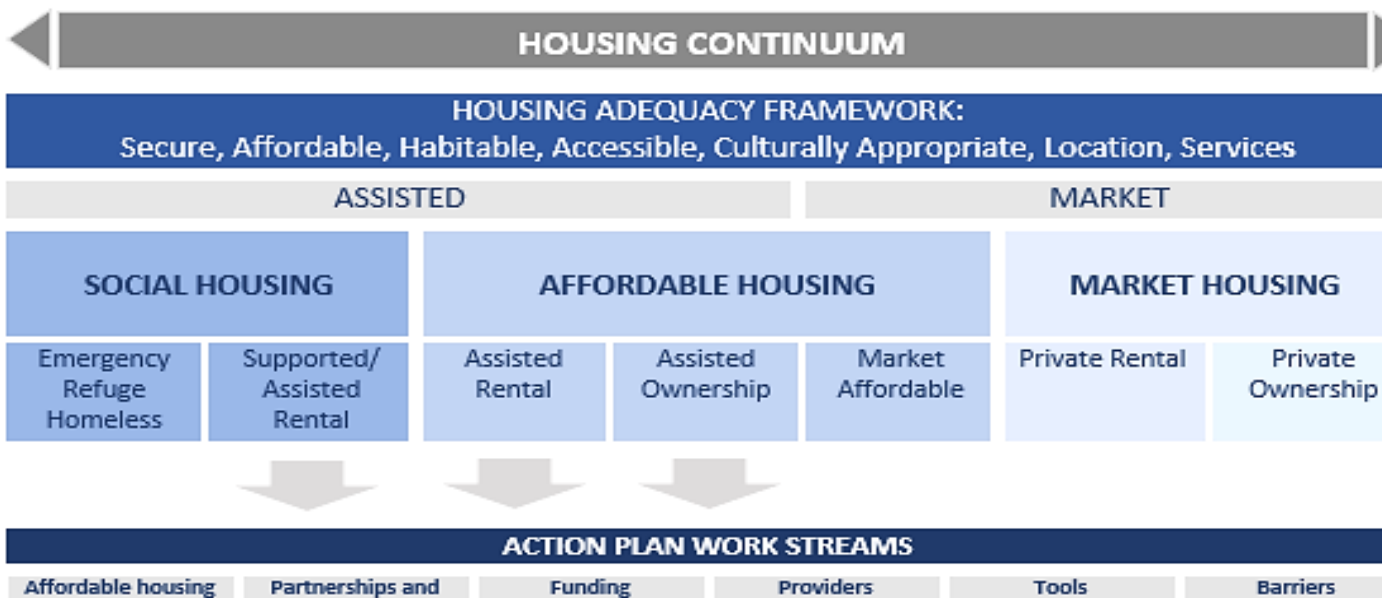 HOUSING CONTINUUM
HOUSING ADEQUACY FRAMEWORK:
Secure, Affordable, Habitable, Accessible, Culturally Appropriate, Location, Services
ASSISTED
MARKET
SOCIAL HOUSING
AFFORDABLE HOUSING
MARKET HOUSING
Emergency
Refuge
Homeless
Supported/
Assisted
Rental
Assisted
Rental
Assisted
Ownership
Market
Affordable
Private Rental
Private
Ownership
ACTION PLAN WORK STREAMS
Affordable housing
Partnerships and
Funding
Providers
Tools
Barriers